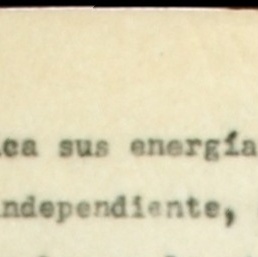 ca sus energía
ndependiente,